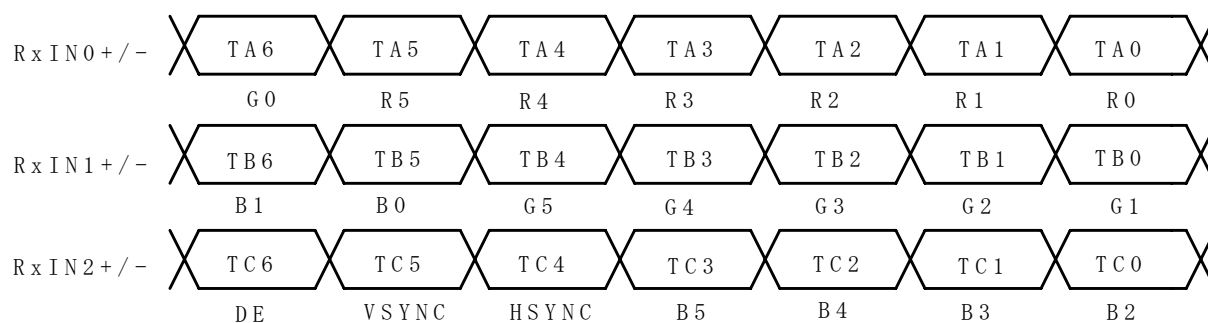 RxIN0+/- TA6 TA5 TA4 TA3 TA2 TA1 TA0
G0 R5 R4 R3 R2 R1 R0
RxIN1+/- TB6 TB5 TB4 TB3 TB2 TB1 TB0
B1 B0 G5 G4 G3 G2 G1
RxIN2+/- TC6 TC5 TC4 TC3 TC2 TC1 TC0
DE VSYNC HSYNC B5 B4 B3 B2